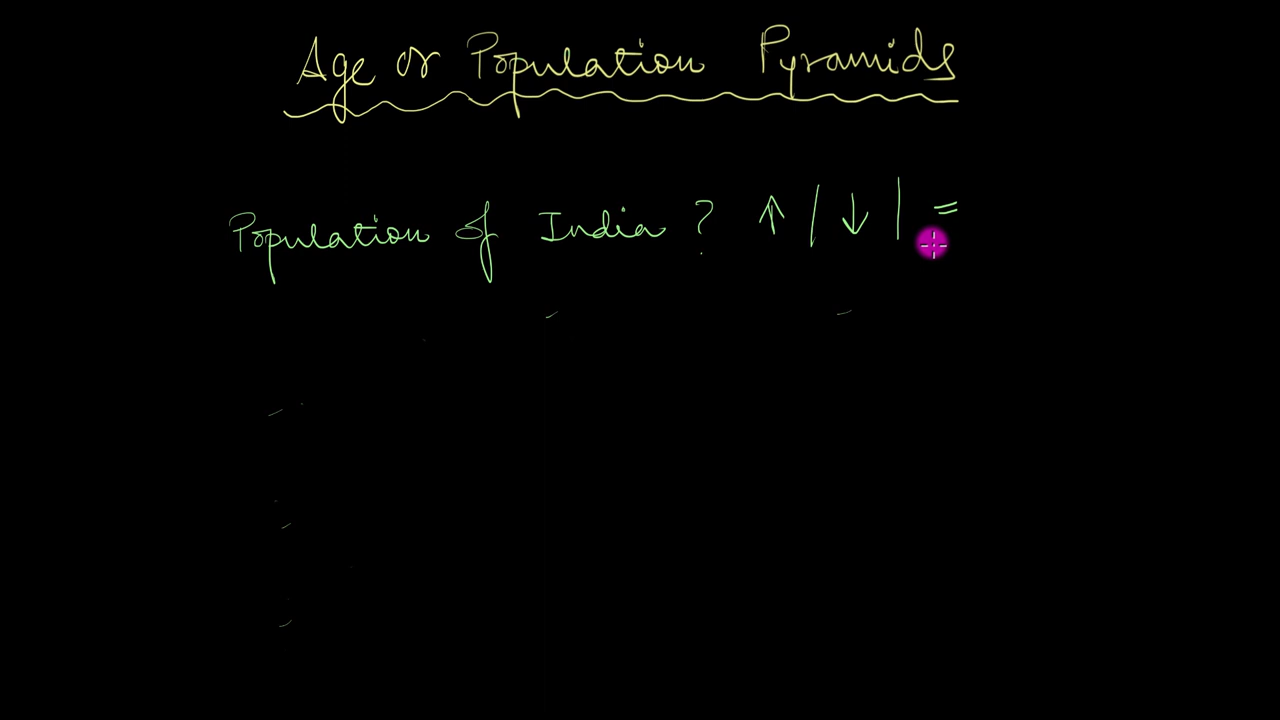 Age or Population Pyramids
Population of India ? ↑ | ↓ | =